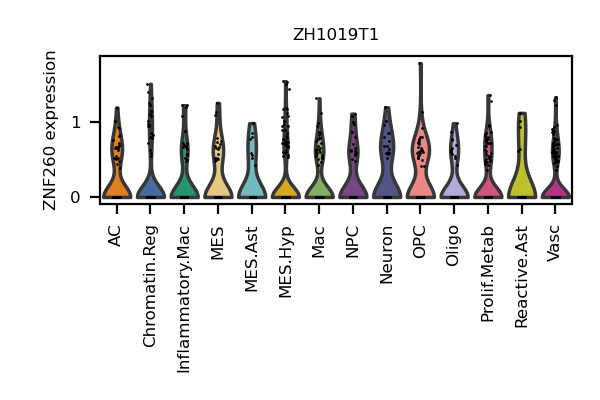 ZH1019T1
ZNF260 expression
1
0
AC
Chromatin.Reg
Inflammatory.Mac
MES
MES.Ast
MES.Hyp
Mac
NPC
Neuron
OPC
Oligo
Prolif.Metab
Reactive.Ast
Vasc